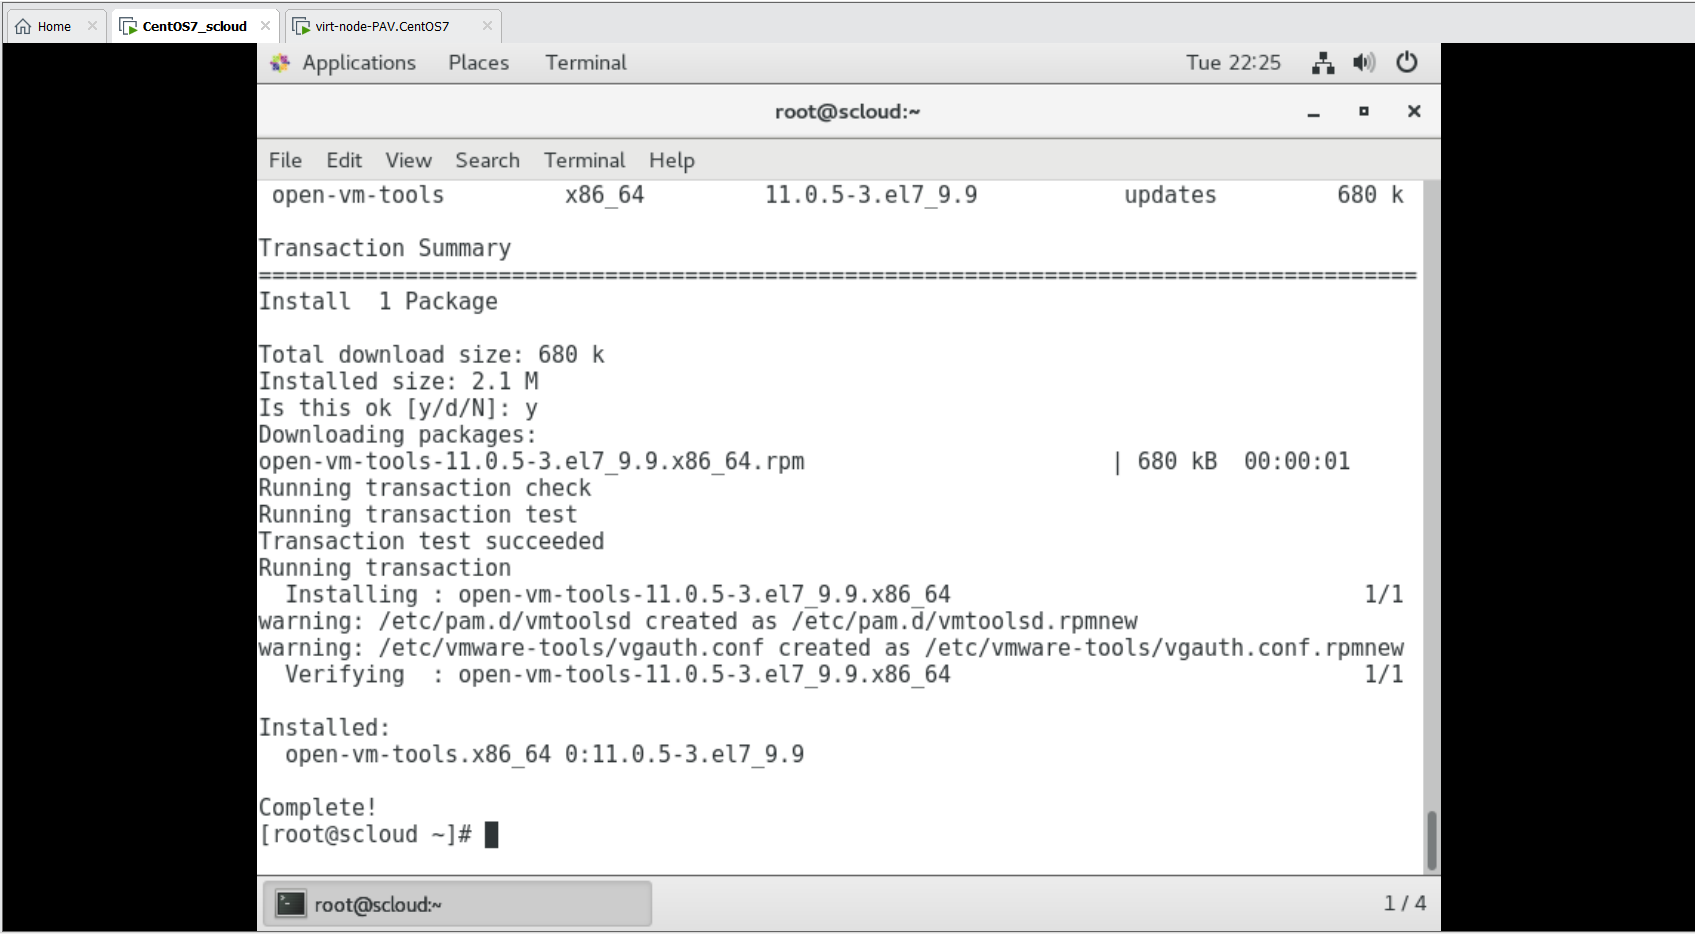 Home
CentOS7_scloud
virt-node-PAV.CentOS7
Applications Places Terminal Tue 22:25
root@scloud:~
File Edit View Search Terminal Help
open-vm-tools x86_64 11.0.5-3.el7_9.9 updates 680 k
Transaction Summary
=======================================================================================
Install  1 Package
Total download size: 680 k
Installed size: 2.1 M
Is this ok [y/d/N]: y
Downloading packages:
open-vm-tools-11.0.5-3.el7_9.9.x86_64.rpm | 680 kB  00:00:01
Running transaction check
Running transaction test
Transaction test succeeded
Running transaction
  Installing : open-vm-tools-11.0.5-3.el7_9.9.x86_64 1/1
warning: /etc/pam.d/vmtoolsd created as /etc/pam.d/vmtoolsd.rpmnew
warning: /etc/vmware-tools/vgauth.conf created as /etc/vmware-tools/vgauth.conf.rpmnew
  Verifying  : open-vm-tools-11.0.5-3.el7_9.9.x86_64 1/1
Installed:
  open-vm-tools.x86_64 0:11.0.5-3.el7_9.9
Complete!
[root@scloud ~]#
root@scloud:~
1 / 4